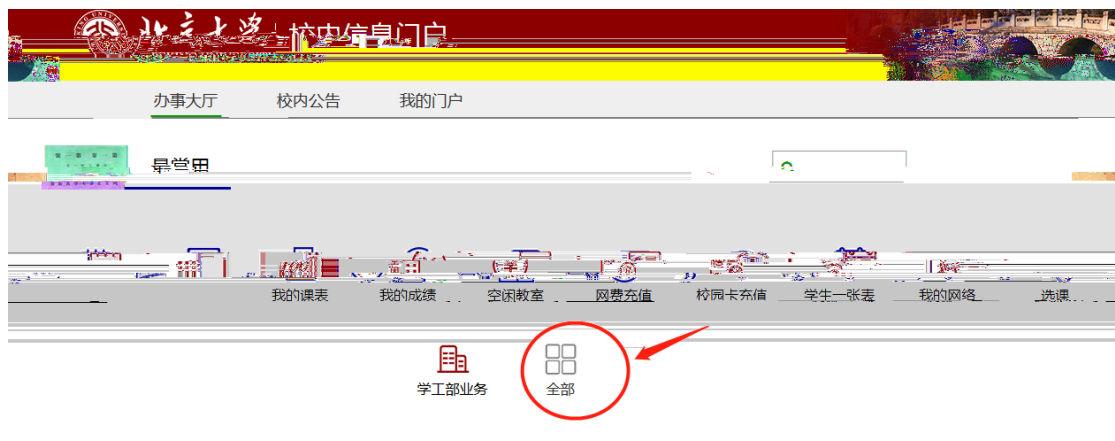 北京大学 校内信息门户
办事大厅 校内公告 我的门户
最常用
我的课表 我的成绩 空闲教室 网费充值 校园卡充值 学生一张表 我的网络 选课
学工部业务 全部